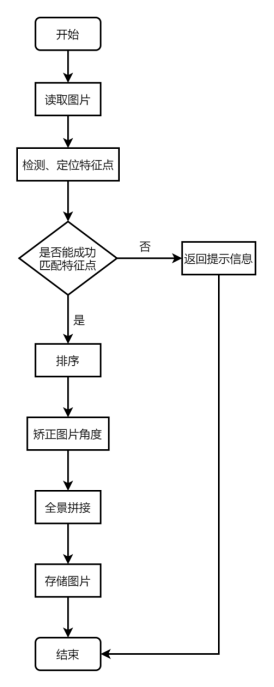 开始
读取图片
检测、定位特征点
是否能成功
匹配特征点
否
返回提示信息
是
排序
矫正图片角度
全景拼接
存储图片
结束